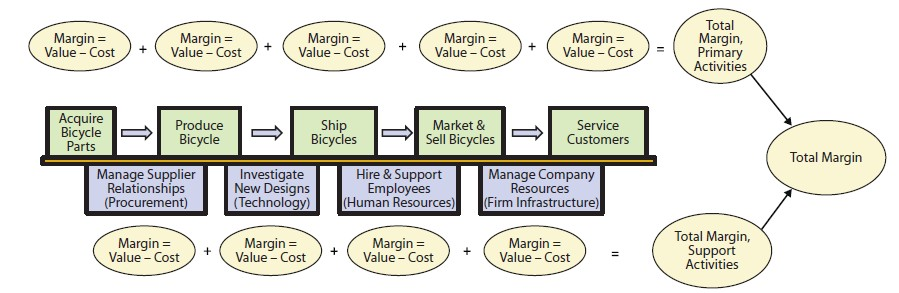 Margin =
Value – Cost
+
Margin =
Value – Cost
+
Margin =
Value – Cost
+
Margin =
Value – Cost
+
Margin =
Value – Cost
=
Total
Margin,
Primary
Activities
Acquire
Bicycle
Parts
Produce
Bicycle
Ship
Bicycles
Market &
Sell Bicycles
Service
Customers
Total Margin
Manage Supplier
Relationships
(Procurement)
Investigate
New Designs
(Technology)
Hire & Support
Employees
(Human Resources)
Manage Company
Resources
(Firm Infrastructure)
Margin =
Value – Cost
+
Margin =
Value – Cost
+
Margin =
Value – Cost
+
Margin =
Value – Cost
=
Total Margin,
Support
Activities